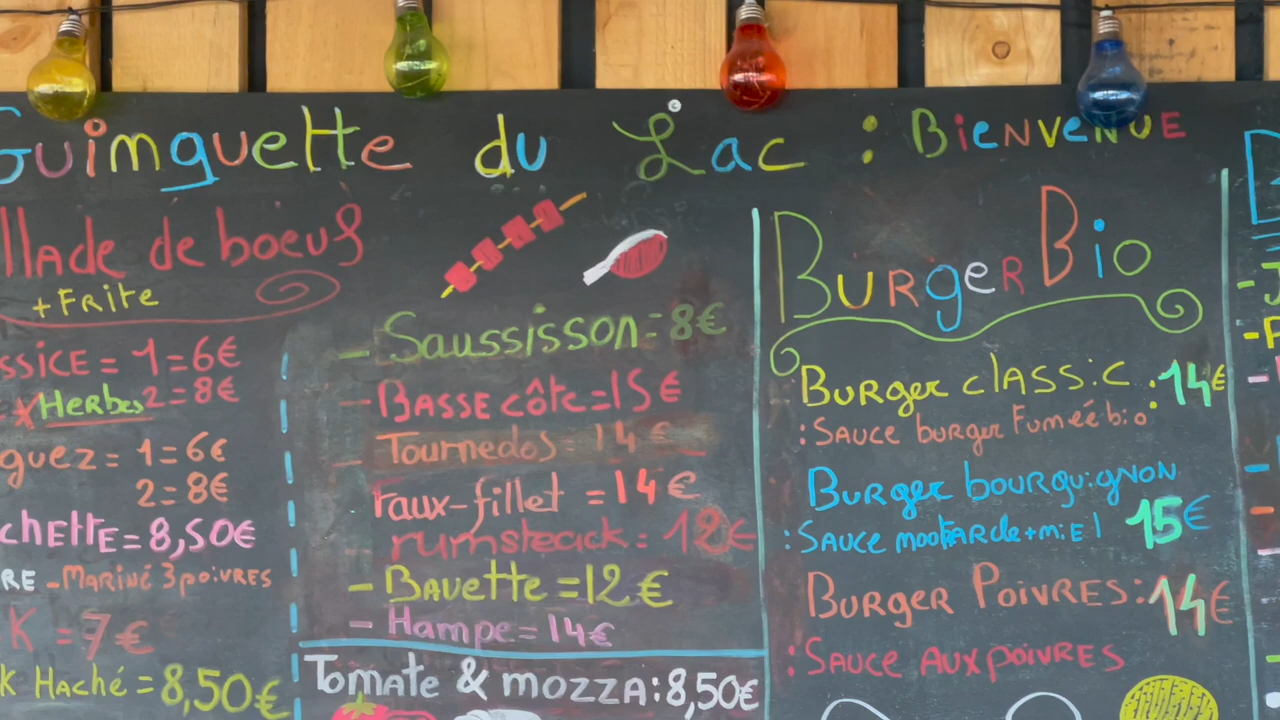 Guimguette du Lac : Bienvenue
llade de boeuf
+ Frite
ssice = 1=6€
Herbes 2=8€
guez = 1=6€
2=8€
chette = 8,50€
RE - Mariné 3 poivres
K = 7€
k Haché = 8,50€
- Saussisson = 8€
- Basse côte = 15€
- Tournedos = 14€
faux-fillet = 14€
rumsteack : 12€
- Bavette = 12€
- Hampe = 14€
Tomate & mozza : 8,50€
Burger Bio
Burger classic : 14€
: Sauce burger Fumée bio
Burger bourguignon
: Sauce moutarde + miel 15€
Burger Poivres : 14€
: Sauce aux poivres